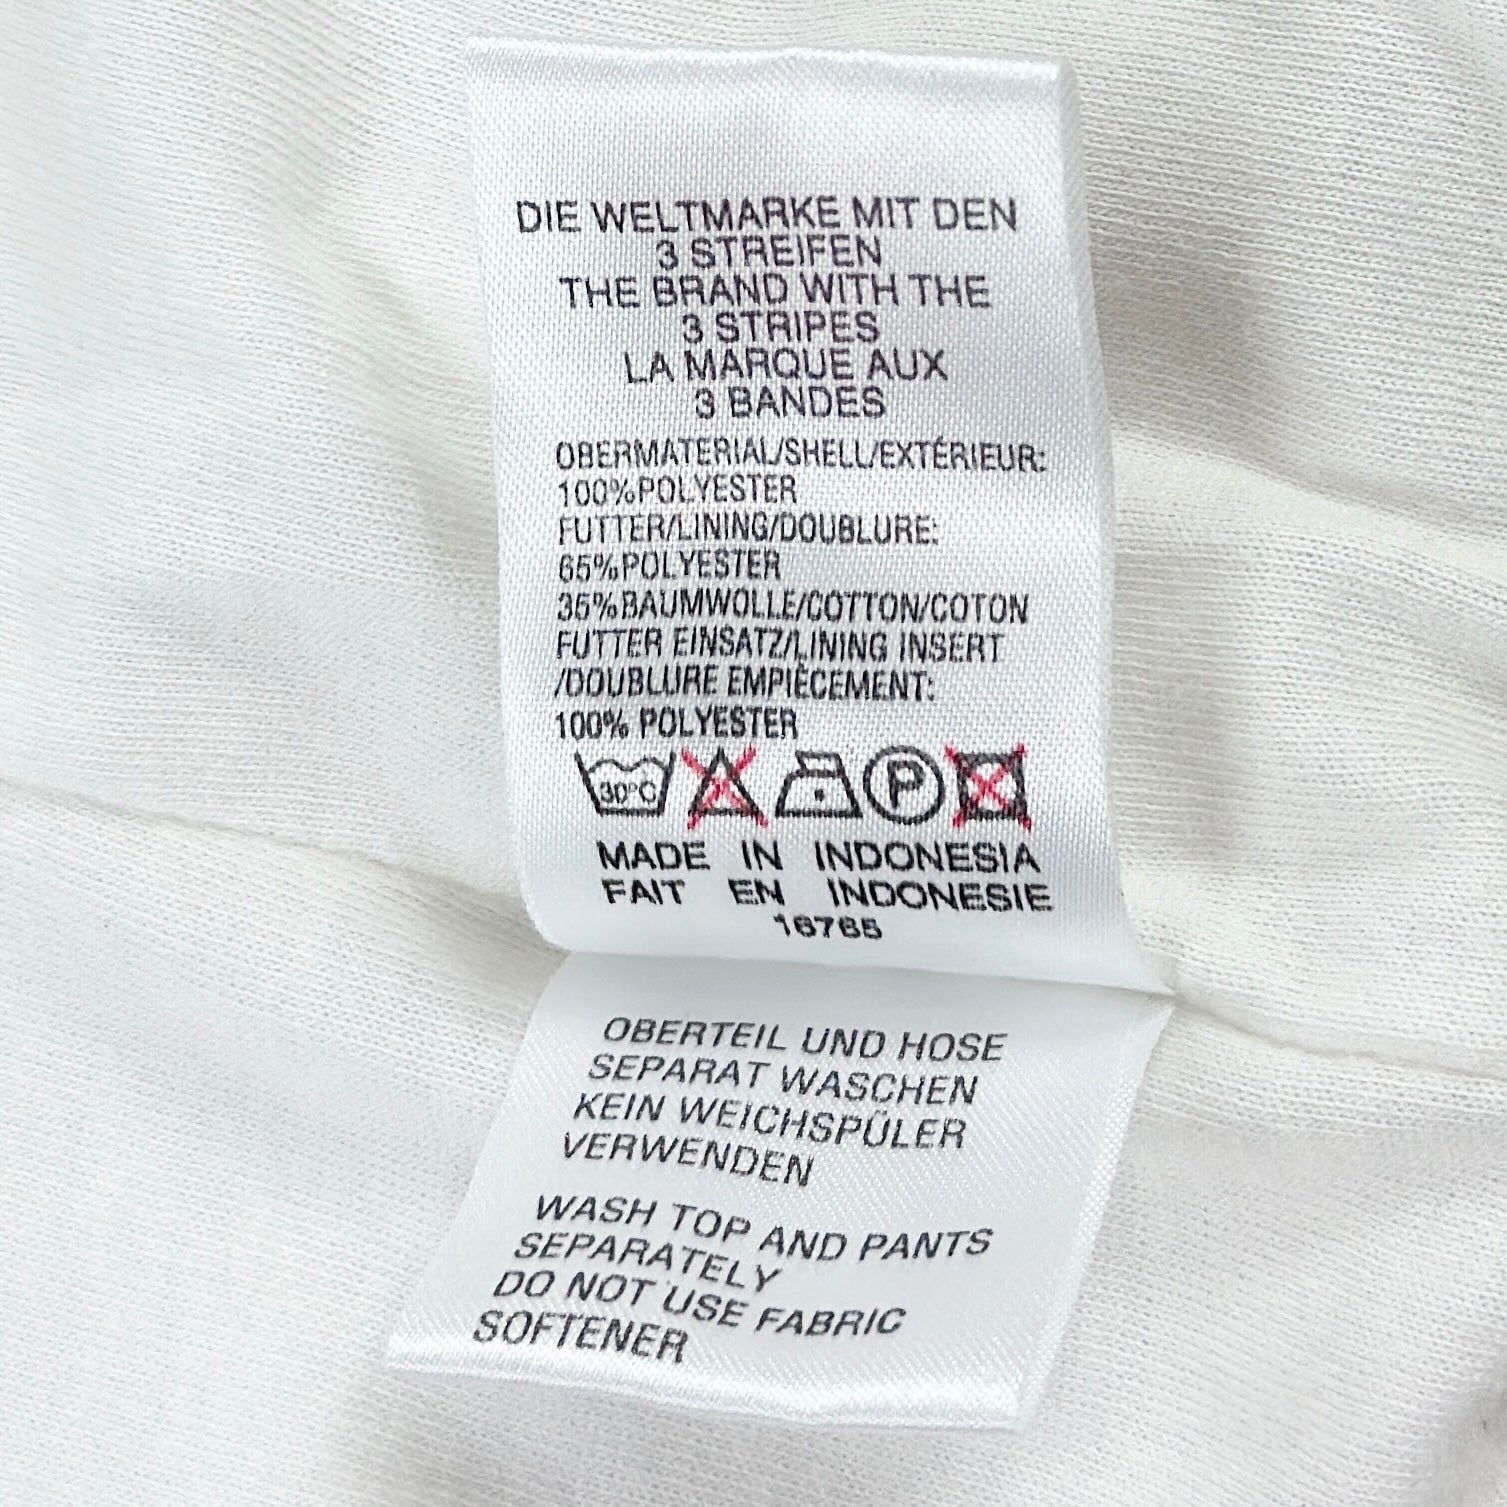 DIE WELTMARKE MIT DEN
3 STREIFEN
THE BRAND WITH THE
3 STRIPES
LA MARQUE AUX
3 BANDES
OBERMATERIAL/SHELL/EXTÉRIEUR:
100%POLYESTER
FUTTER/LINING/DOUBLURE:
65%POLYESTER
35%BAUMWOLLE/COTTON/COTON
FUTTER EINSATZ/LINING INSERT
/DOUBLURE EMPIÈCEMENT:
100% POLYESTER
30°C P
MADE IN INDONESIA
FAIT EN INDONESIE
16765
OBERTEIL UND HOSE
SEPARAT WASCHEN
KEIN WEICHSPÜLER
VERWENDEN
WASH TOP AND PANTS
SEPARATELY
DO NOT USE FABRIC
SOFTENER